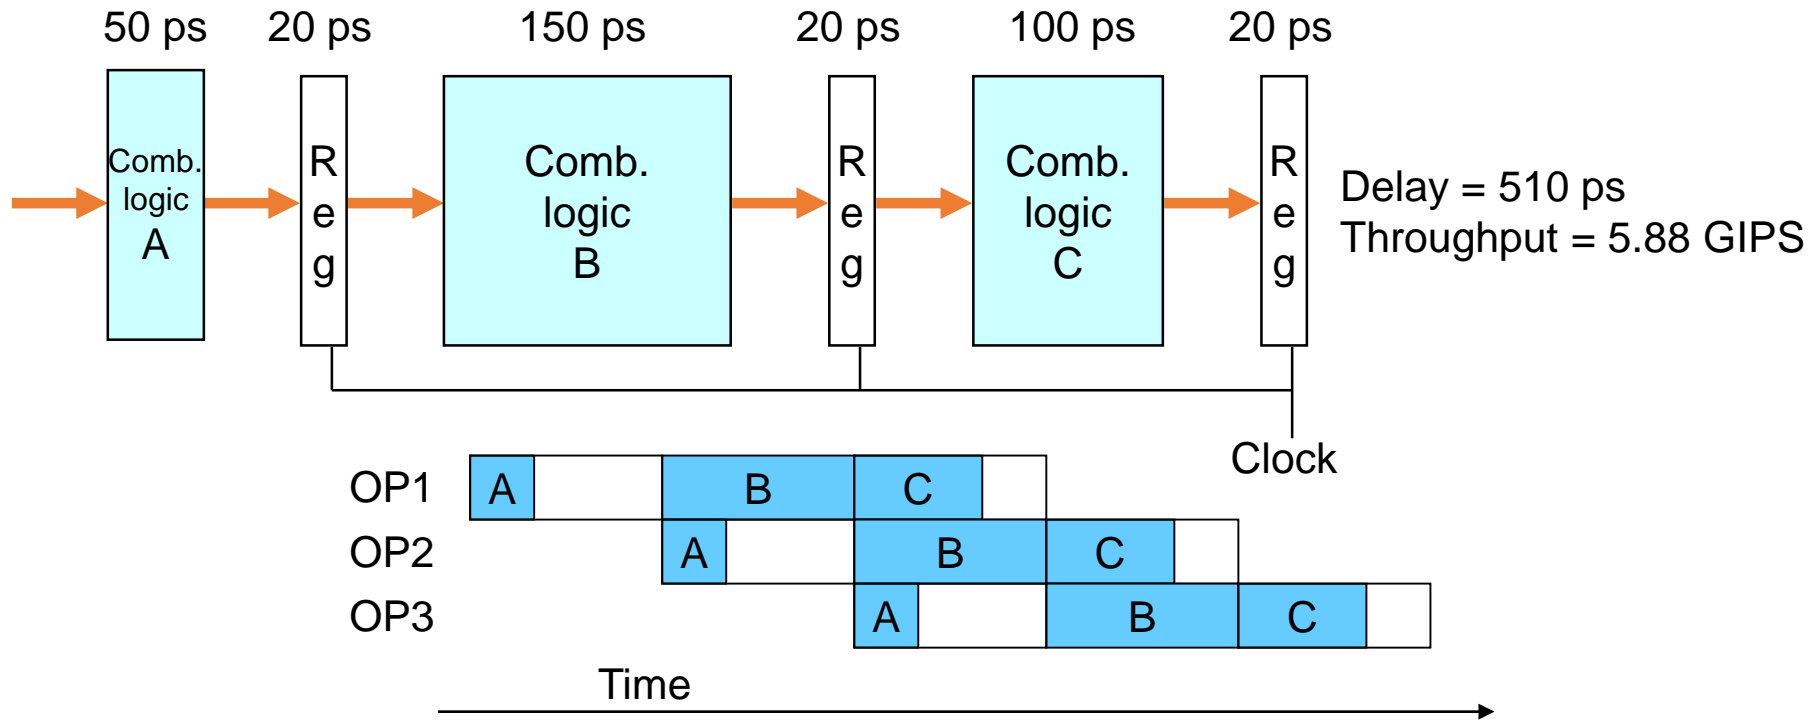 50 ps 20 ps 150 ps 20 ps 100 ps 20 ps
Comb.
logic
A
R
e
g
Comb.
logic
B
R
e
g
Comb.
logic
C
R
e
g
Delay = 510 ps
Throughput = 5.88 GIPS
Clock
OP1 A B C
OP2 A B C
OP3 A B C
Time